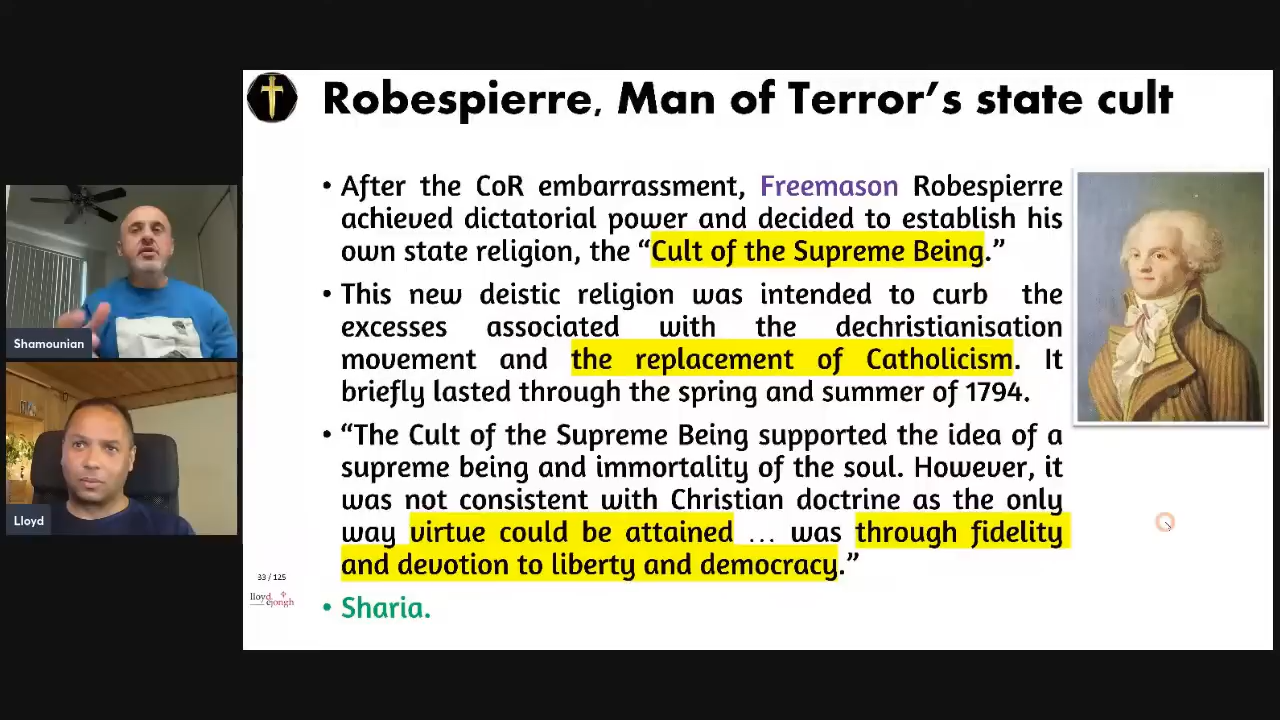 Robespierre, Man of Terror's state cult
• After the CoR embarrassment, Freemason Robespierre
achieved dictatorial power and decided to establish his
own state religion, the “Cult of the Supreme Being.”
• This new deistic religion was intended to curb the
excesses associated with the dechristianisation
movement and the replacement of Catholicism. It
briefly lasted through the spring and summer of 1794.
• “The Cult of the Supreme Being supported the idea of a
supreme being and immortality of the soul. However, it
was not consistent with Christian doctrine as the only
way virtue could be attained … was through fidelity
and devotion to liberty and democracy.”
• Sharia.
Shamounian
Lloyd
33 / 125
lloyd
dejongh